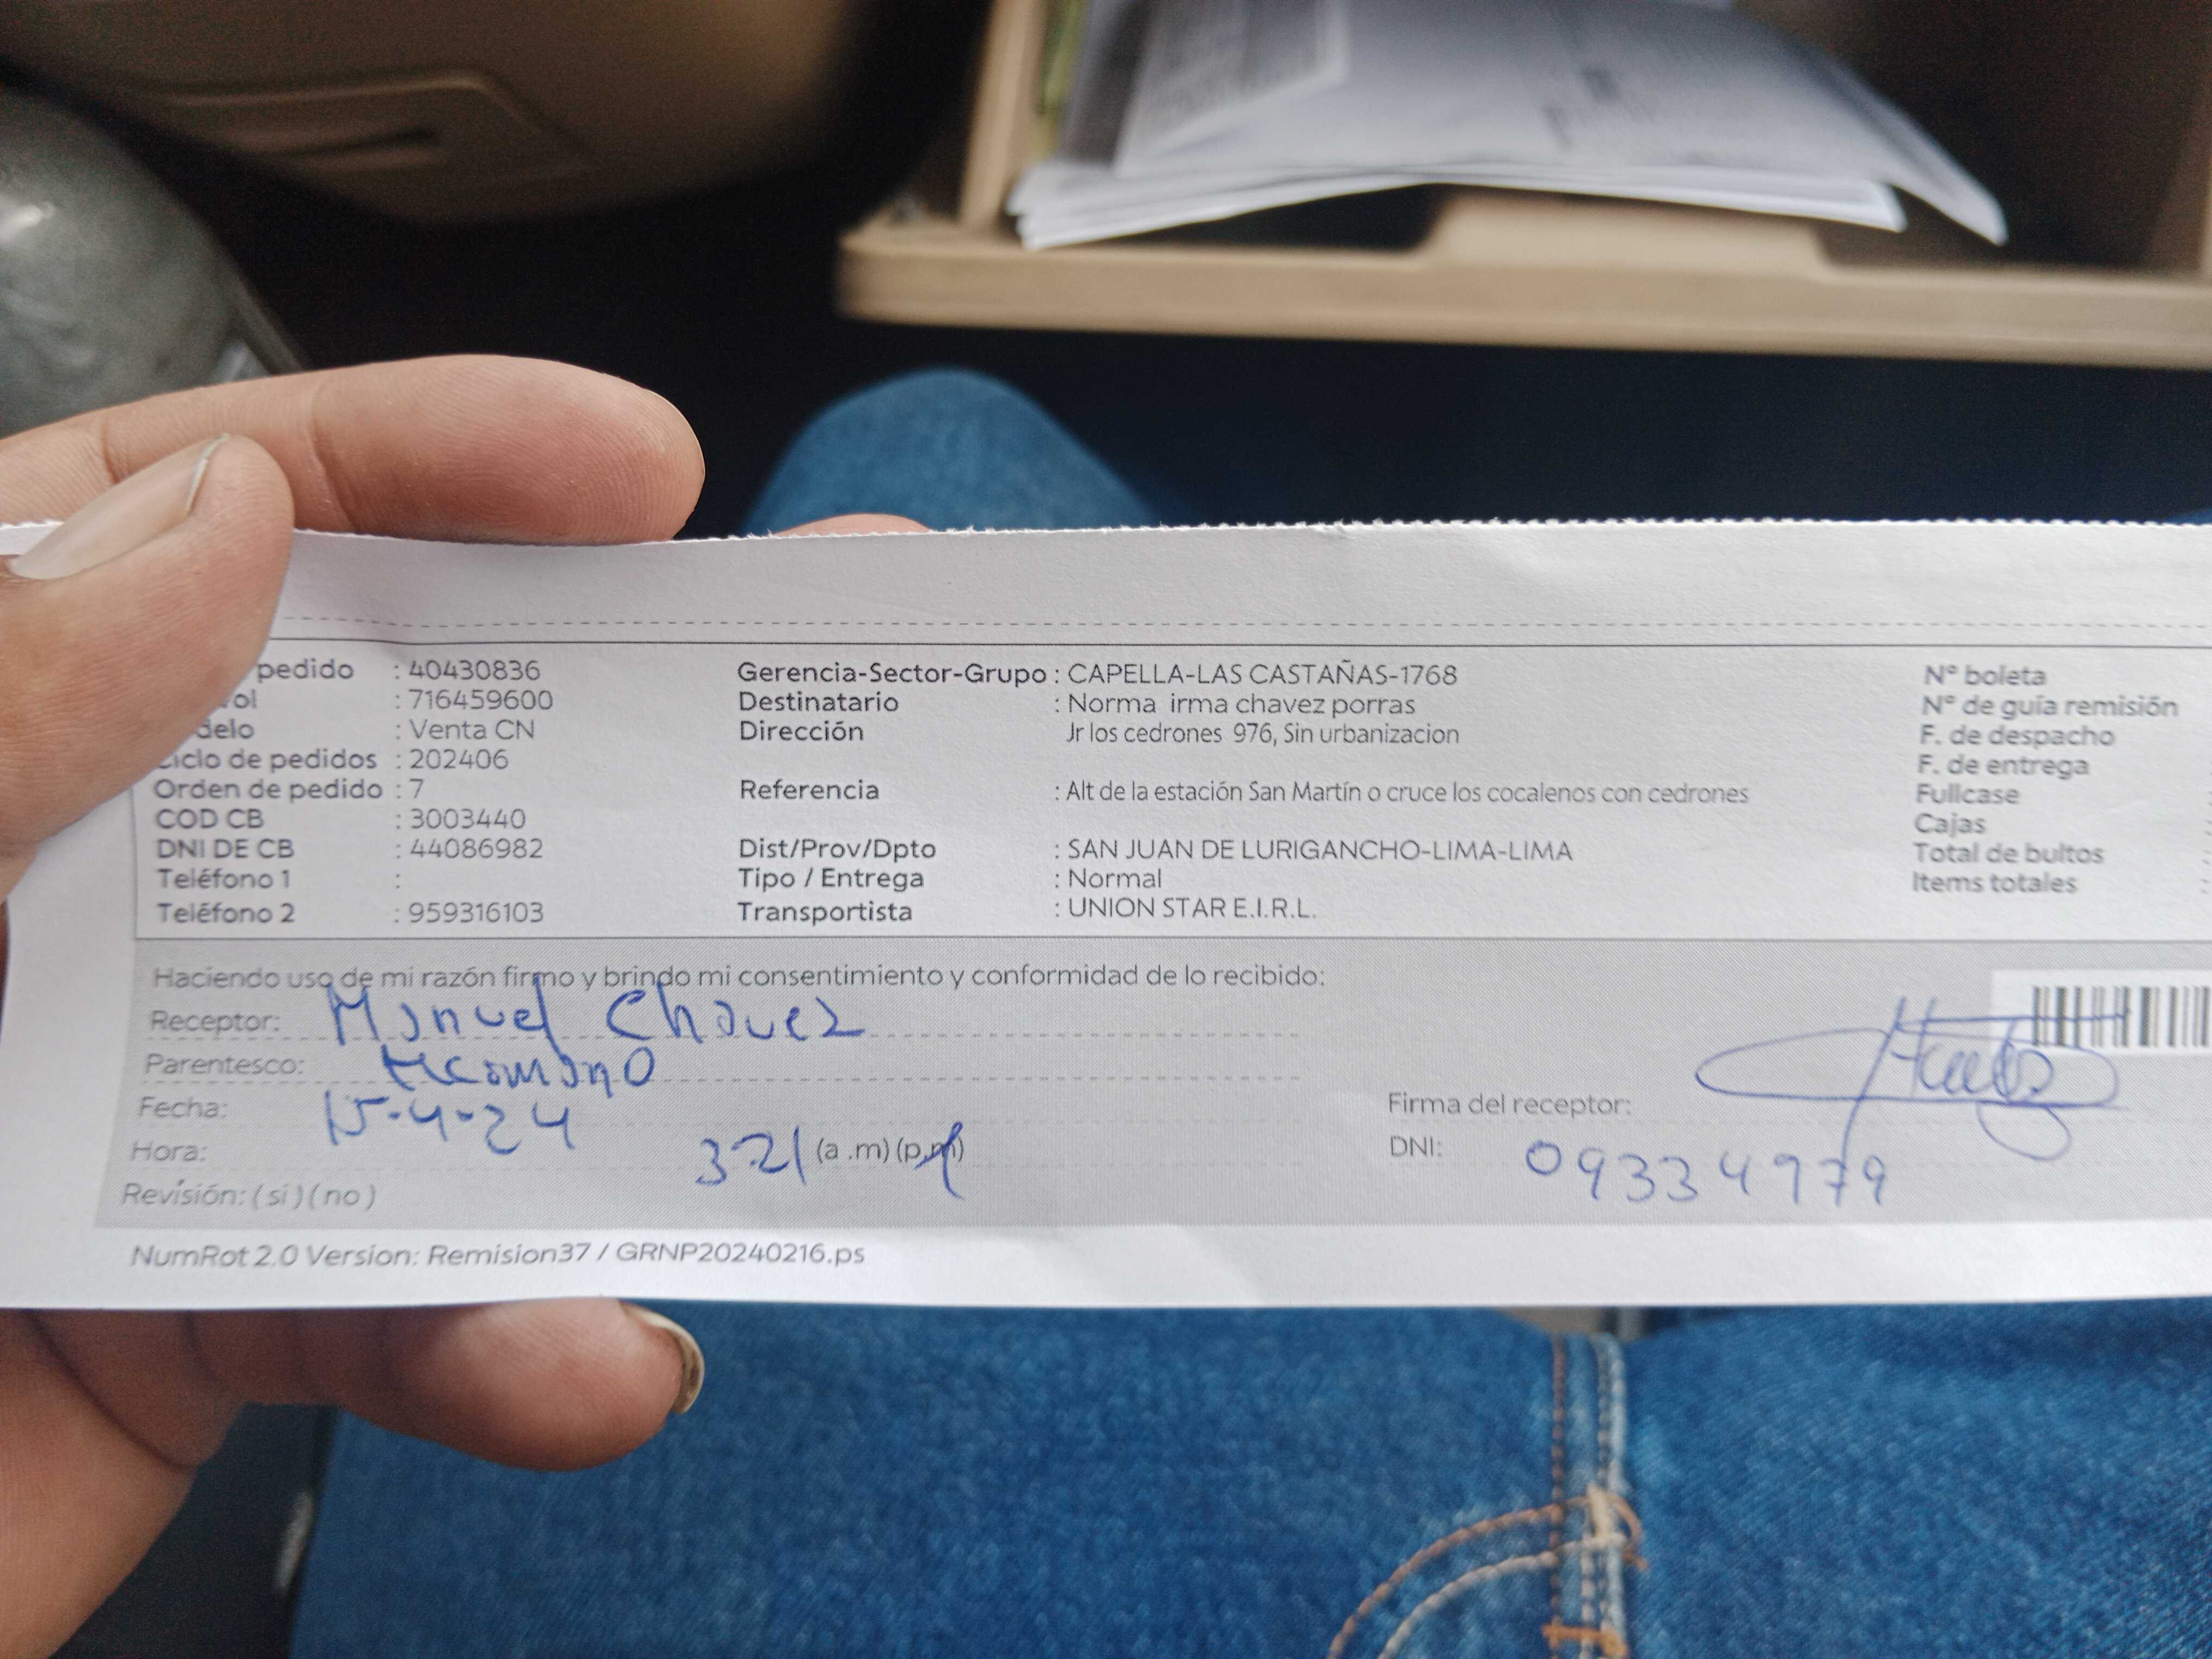 pedido : 40430836 Gerencia-Sector-Grupo : CAPELLA-LAS CASTAÑAS-1768 N° boleta
: 716459600 Destinatario : Norma irma chavez porras N° de guía remisión
delo : Venta CN Dirección Jr los cedrones 976, Sin urbanizacion F. de despacho
Ciclo de pedidos : 202406 F. de entrega
Orden de pedido : 7 Referencia : Alt de la estación San Martín o cruce los cocalenos con cedrones Fullcase
COD CB : 3003440 Cajas
DNI DE CB : 44086982 Dist/Prov/Dpto : SAN JUAN DE LURIGANCHO-LIMA-LIMA Total de bultos
Teléfono 1 : Tipo / Entrega : Normal Items totales
Teléfono 2 : 959316103 Transportista : UNION STAR E.I.R.L.
Haciendo uso de mi razón firmo y brindo mi consentimiento y conformidad de lo recibido:
Receptor: Manuel Chavez
Parentesco:
Fecha: 15-4-24 Firma del receptor:
Hora: 321 (a .m) (p.m) DNI: 09334979
Revisión: ( si ) ( no )
NumRot 2.0 Version: Remision37 / GRNP20240216.ps